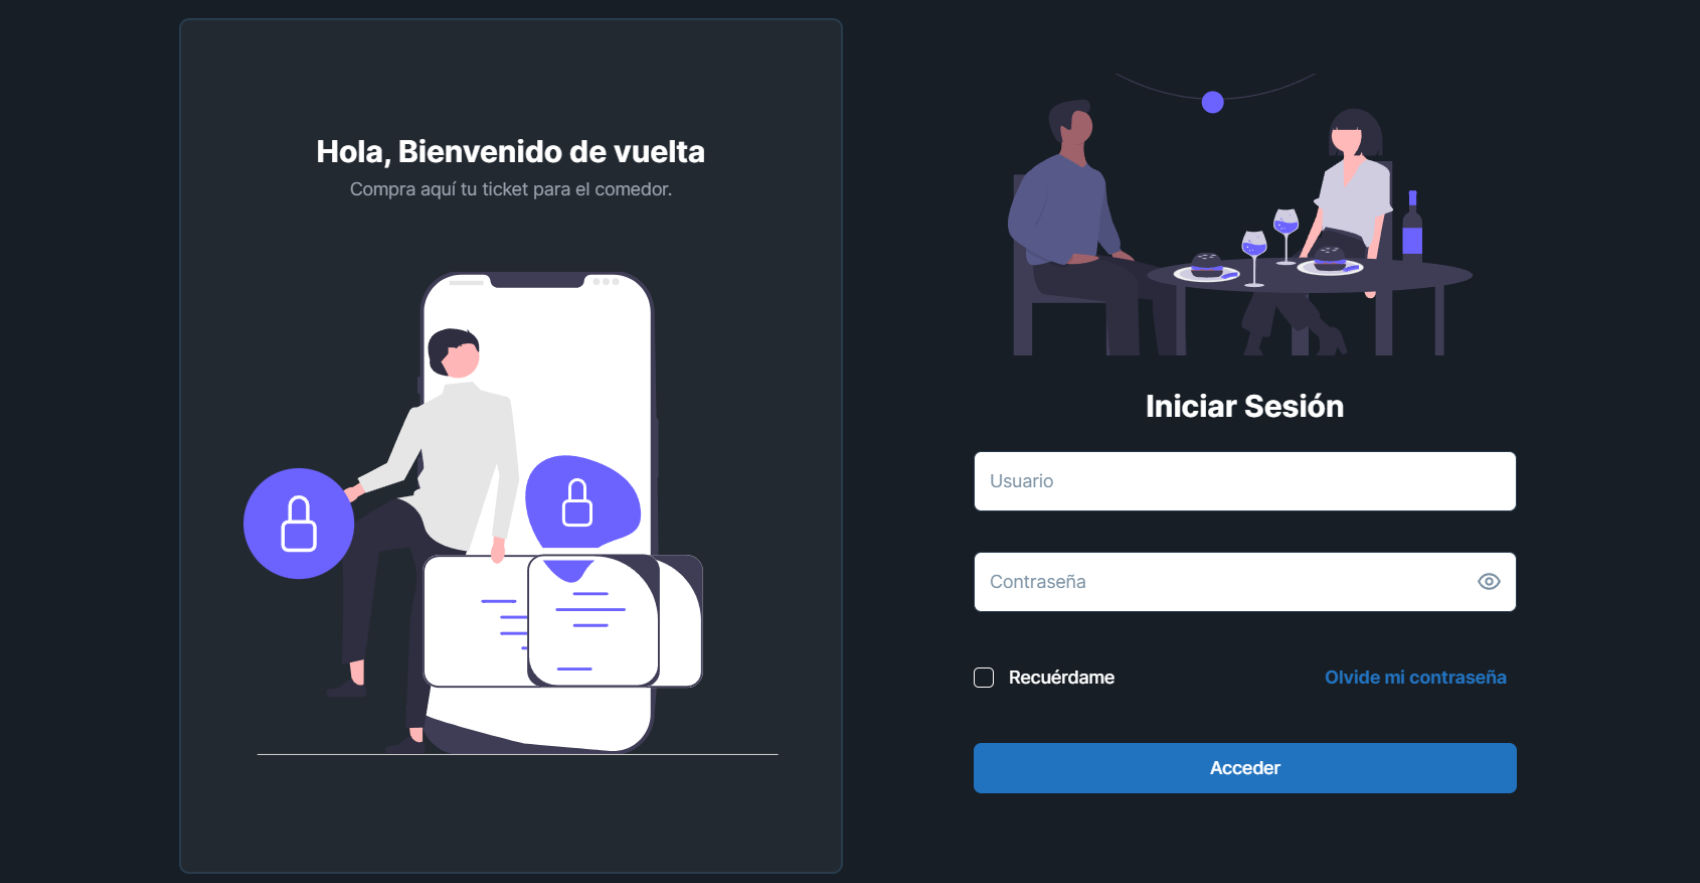 Hola, Bienvenido de vuelta
Compra aquí tu ticket para el comedor.
Iniciar Sesión
Usuario
Contraseña
Recuérdame
Olvide mi contraseña
Acceder